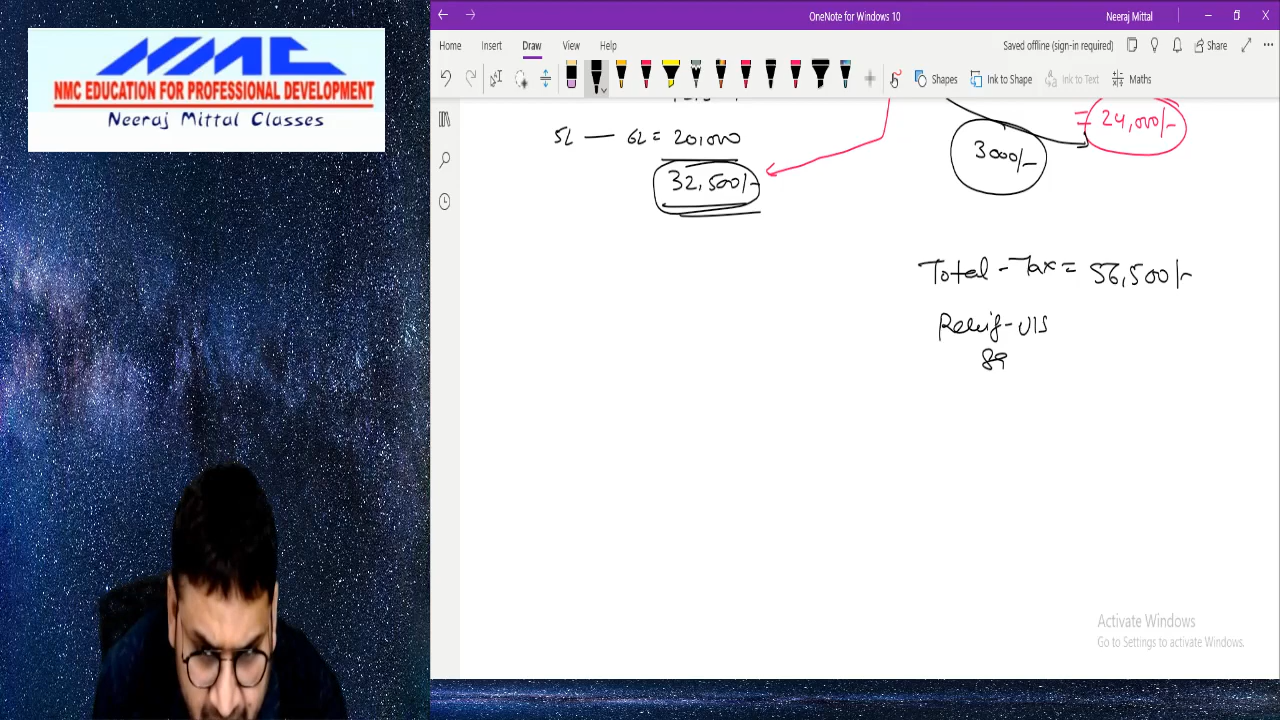 OneNote for Windows 10
Neeraj Mittal
NMC
NMC EDUCATION FOR PROFESSIONAL DEVELOPMENT
Neeraj Mittal Classes
Home Insert Draw View Help
Saved offline (sign-in required)
Share
Shapes
Ink to Shape
Ink to Text
Maths
5L — 6L = 20,000
32,500/-
3000/-
= 24,000/-
Total-Tax = 56,500/-
Relief-U/S
89
Activate Windows
Go to Settings to activate Windows.